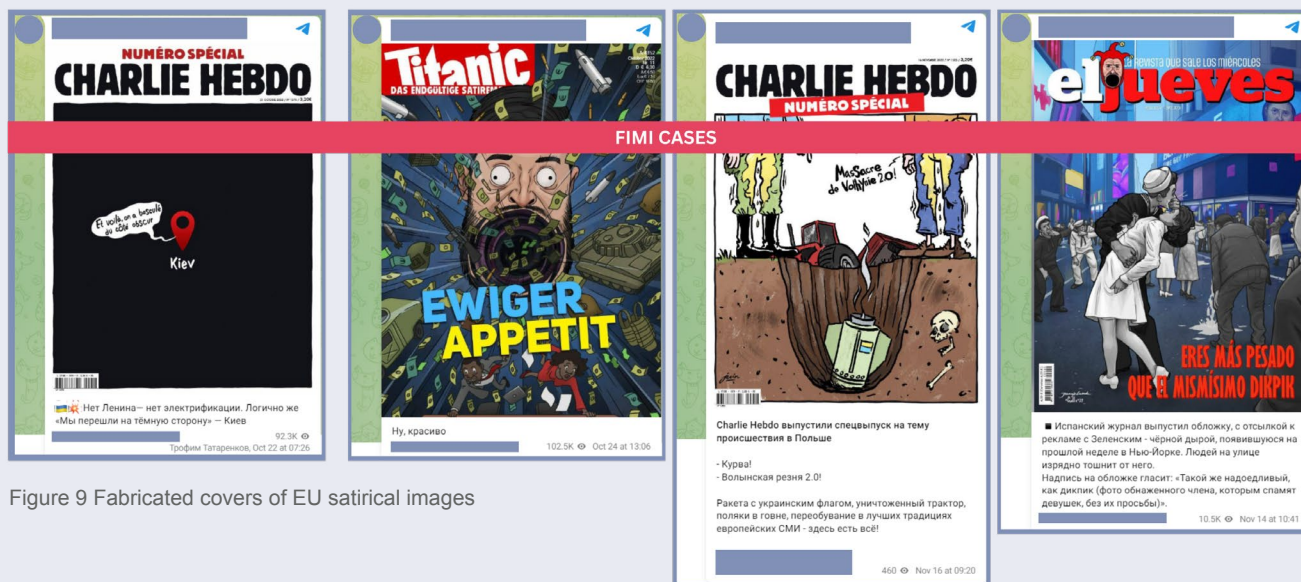 NUMÉRO SPÉCIAL
CHARLIE HEBDO
Et voilà, on a basculé
du côté obscur
Kiev
🇺🇦💥 Нет Ленина— нет электрификации. Логично же
«Мы перешли на тёмную сторону» — Киев
92.3K
Трофим Татаренков, Oct 22 at 07:26
Titanic
DAS ENDGÜLTIGE SATIREM
EWIGER
APPETIT
Ну, красиво
102.5K Oct 24 at 13:06
FIMI CASES
CHARLIE HEBDO
NUMÉRO SPÉCIAL
Massacre
de Volhynie 2.0!
Charlie Hebdo выпустили спецвыпуск на тему
происшествия в Польше
- Курва!
- Волынская резня 2.0!
Ракета с украинским флагом, уничтоженный трактор,
поляки в говне, переобувание в лучших традициях
европейских СМИ - здесь есть всё!
460 Nov 16 at 09:20
la revista que sale los miércoles
el jueves
ERES MÁS PESADO
QUE EL MISMÍSIMO DIKPIK
■ Испанский журнал выпустил обложку, с отсылкой к
рекламе с Зеленским - чёрной дырой, появившуюся на
прошлой неделе в Нью-Йорке. Людей на улице
изрядно тошнит от него.
Надпись на обложке гласит: «Такой же надоедливый,
как дикпик (фото обнаженного члена, которым спамят
девушек, без их просьбы)».
10.5K Nov 14 at 10:41
Figure 9 Fabricated covers of EU satirical images